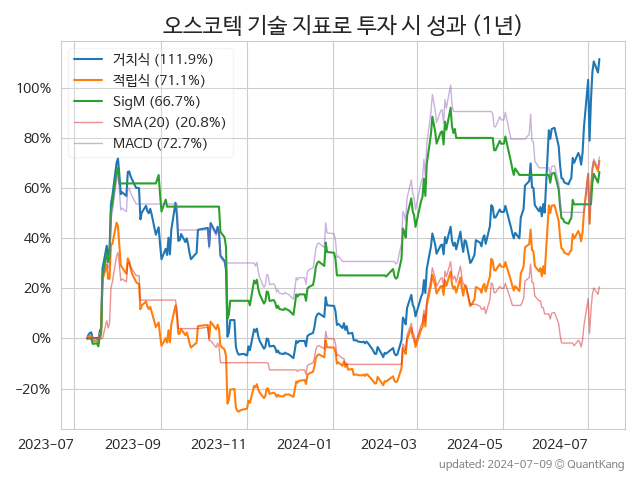 오스코텍 기술 지표로 투자 시 성과 (1년)
거치식 (111.9%)
적립식 (71.1%)
SigM (66.7%)
SMA(20) (20.8%)
MACD (72.7%)
100%
80%
60%
40%
20%
0%
−20%
2023-07 2023-09 2023-11 2024-01 2024-03 2024-05 2024-07
updated: 2024-07-09 © QuantKang